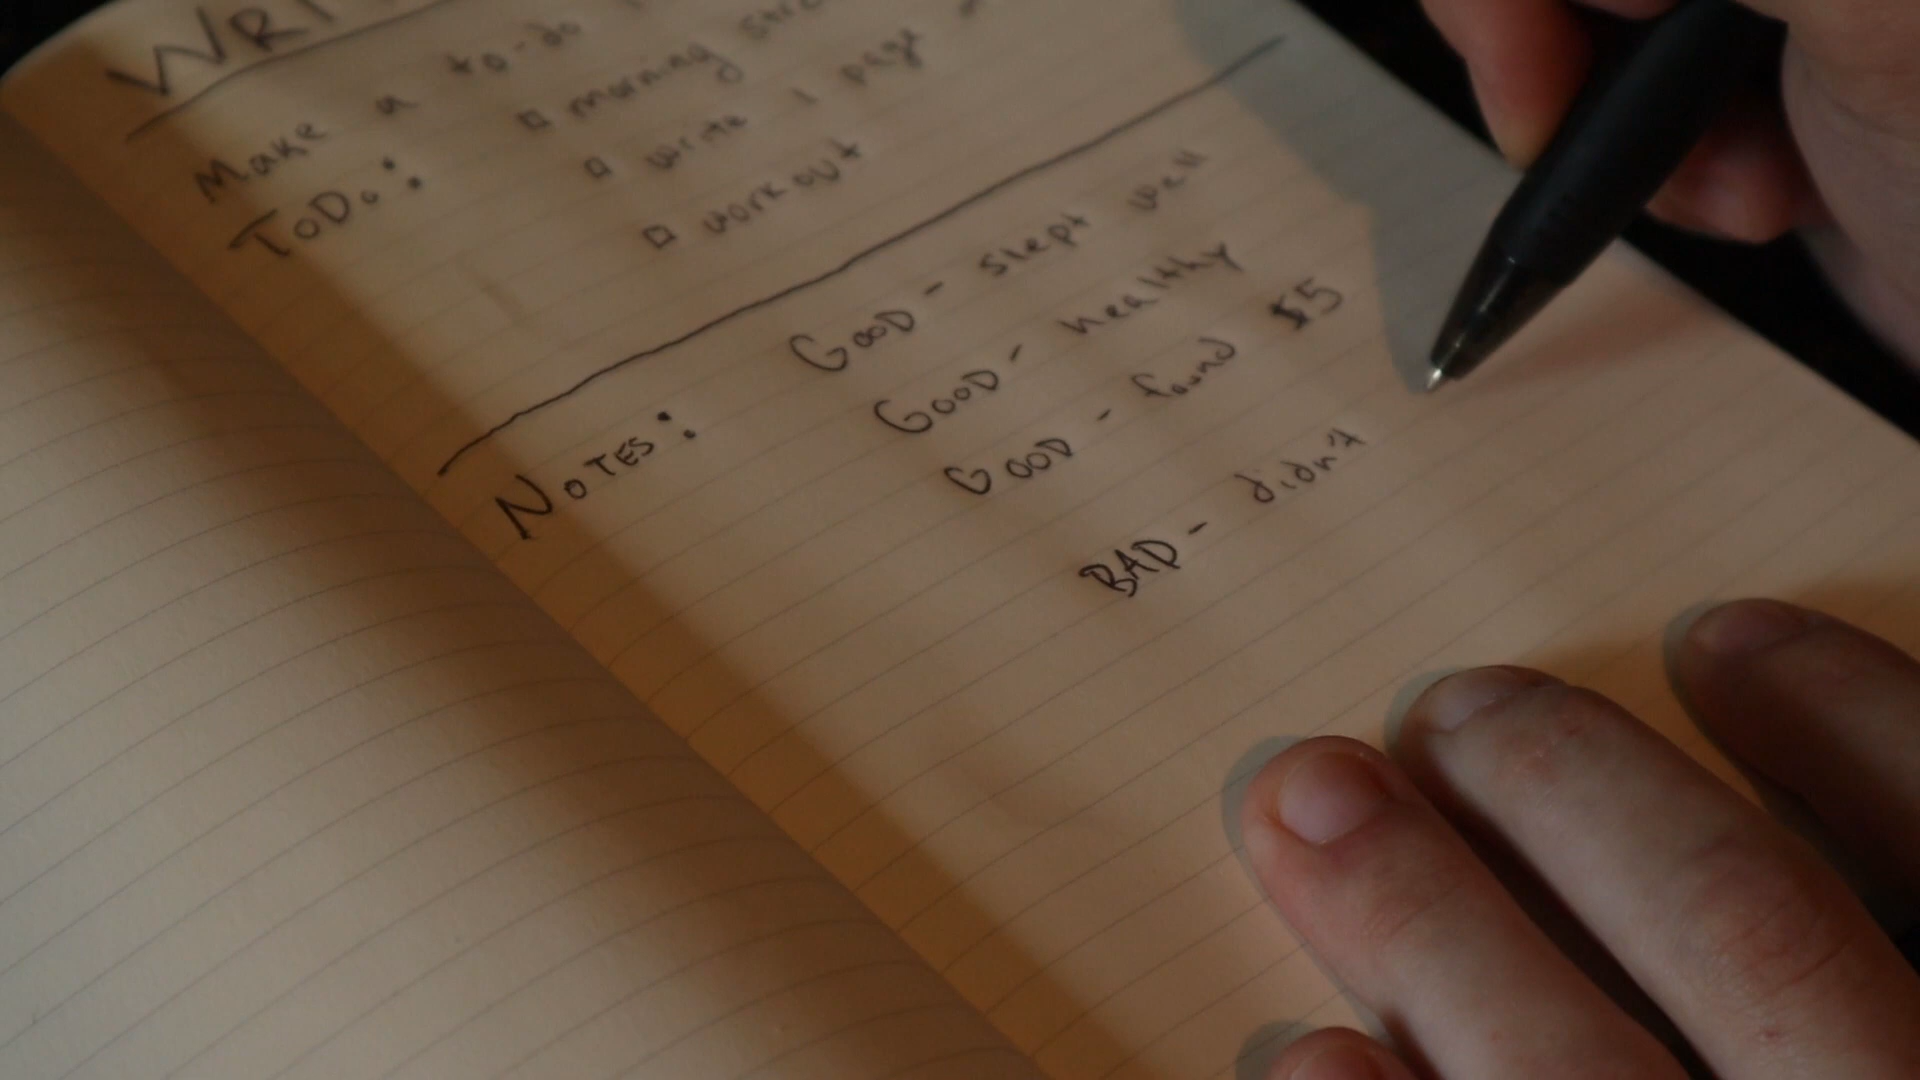 Make a to-do
ToDo:
□ morning
□ write 1 page
□ workout
NOTES:
GOOD - slept well
GOOD - healthy
GOOD - found $5
BAD - didn't